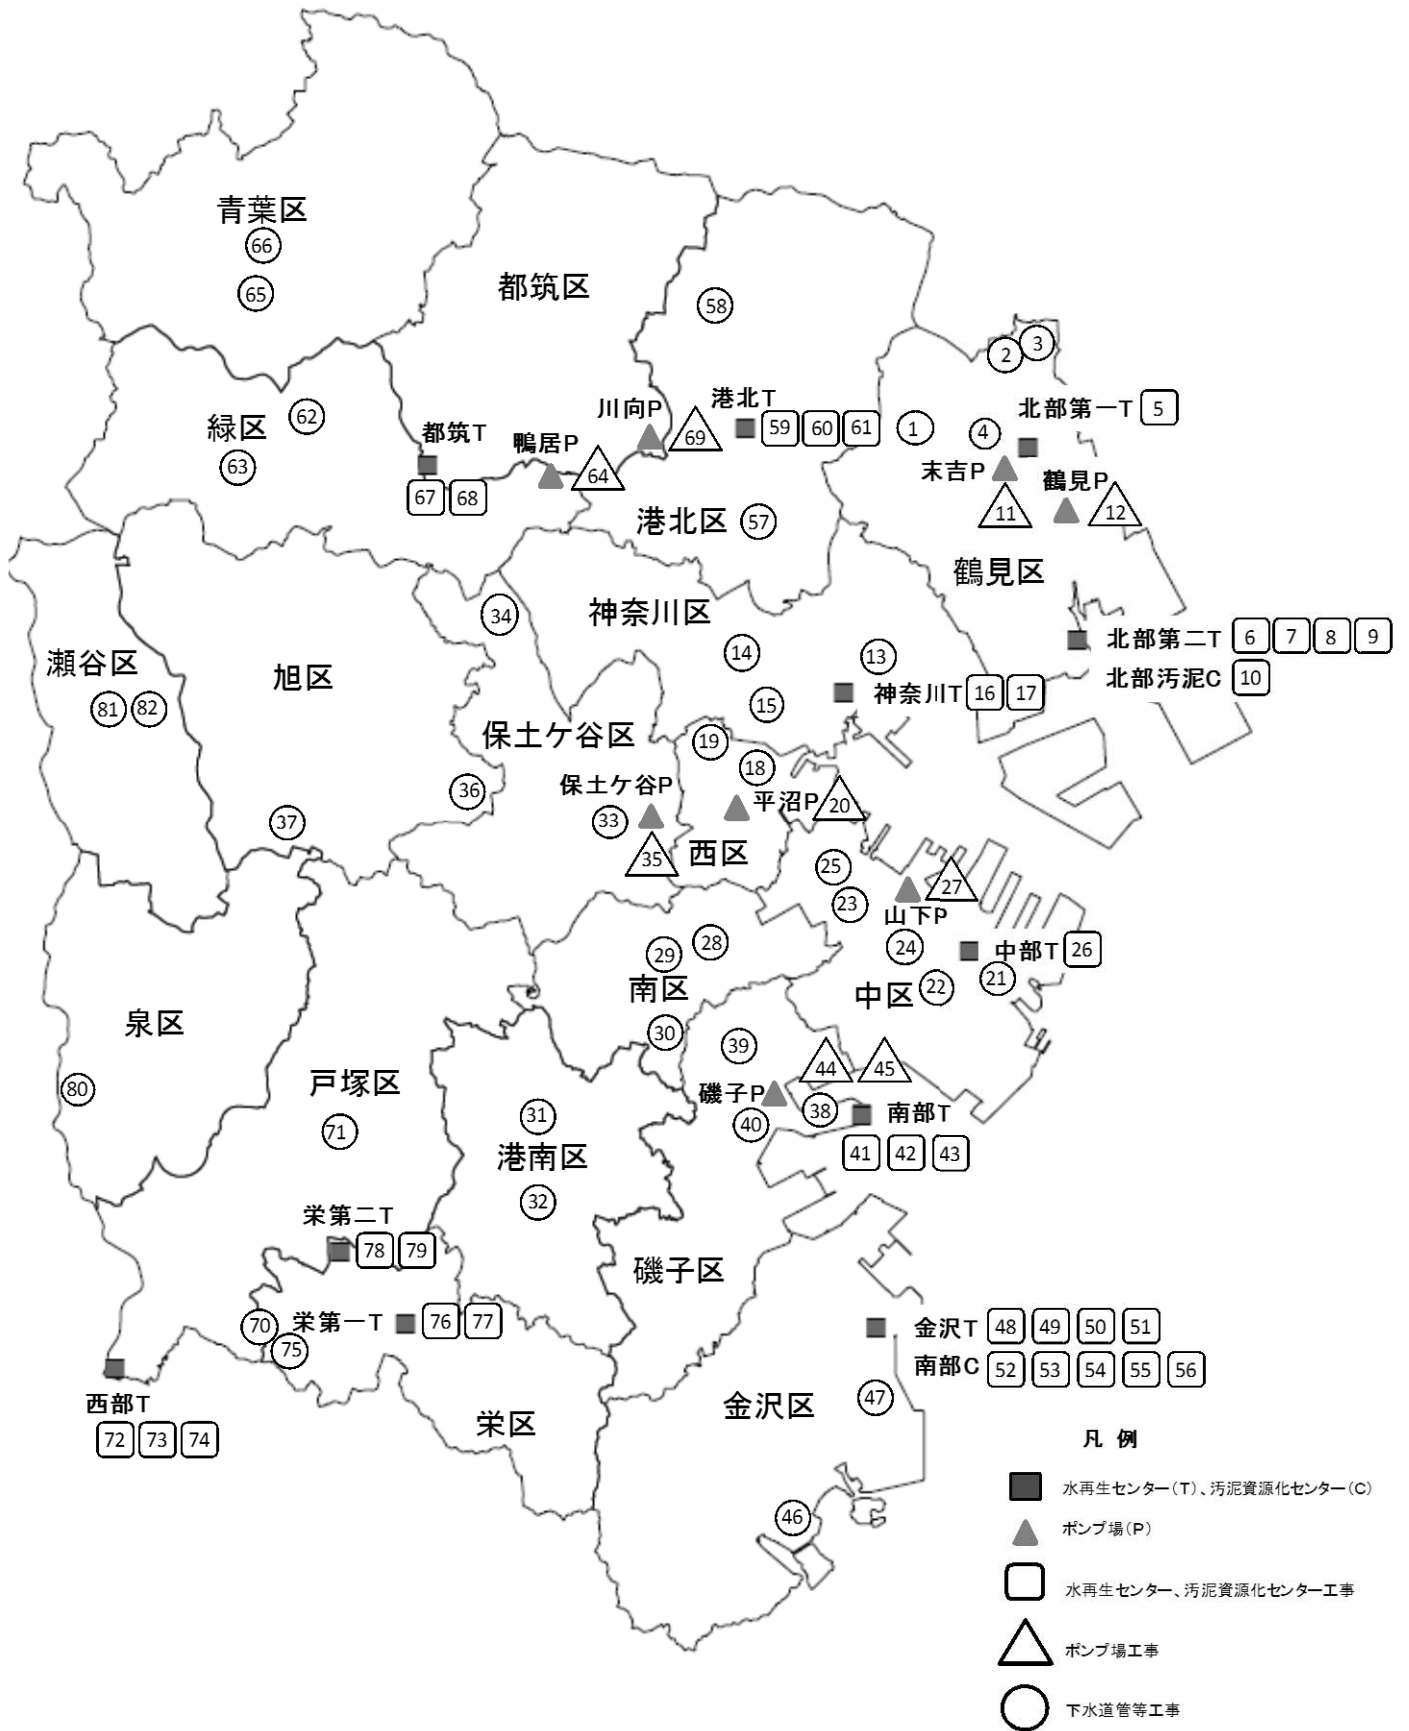 青葉区
66
65
都筑区
58
2
3
緑区
62
63
都筑T
67 68
鴨居P
64
川向P
69
港北T
59 60 61
1
4
北部第一T 5
末吉P
11
鶴見P
12
港北区 57
鶴見区
34
神奈川区
14
13
15
神奈川T 16 17
北部第二T 6 7 8 9
北部汚泥C 10
瀬谷区
81 82
旭区
36
37
保土ケ谷区
保土ケ谷P
33
35
19
18
平沼P 20
西区
25
23
27
山下P
24
中部T 26
21
22
中区
28
29
南区
30
泉区
80
戸塚区
71
31
港南区
32
39
44 45
磯子P
40
38
南部T
41 42 43
栄第二T
78 79
磯子区
70
栄第一T 76 77
75
西部T
72 73 74
栄区
金沢T 48 49 50 51
南部C 52 53 54 55 56
47
金沢区
46
凡 例
水再生センター(T)、汚泥資源化センター(C)
ポンプ場(P)
水再生センター、汚泥資源化センター工事
ポンプ場工事
下水道管等工事